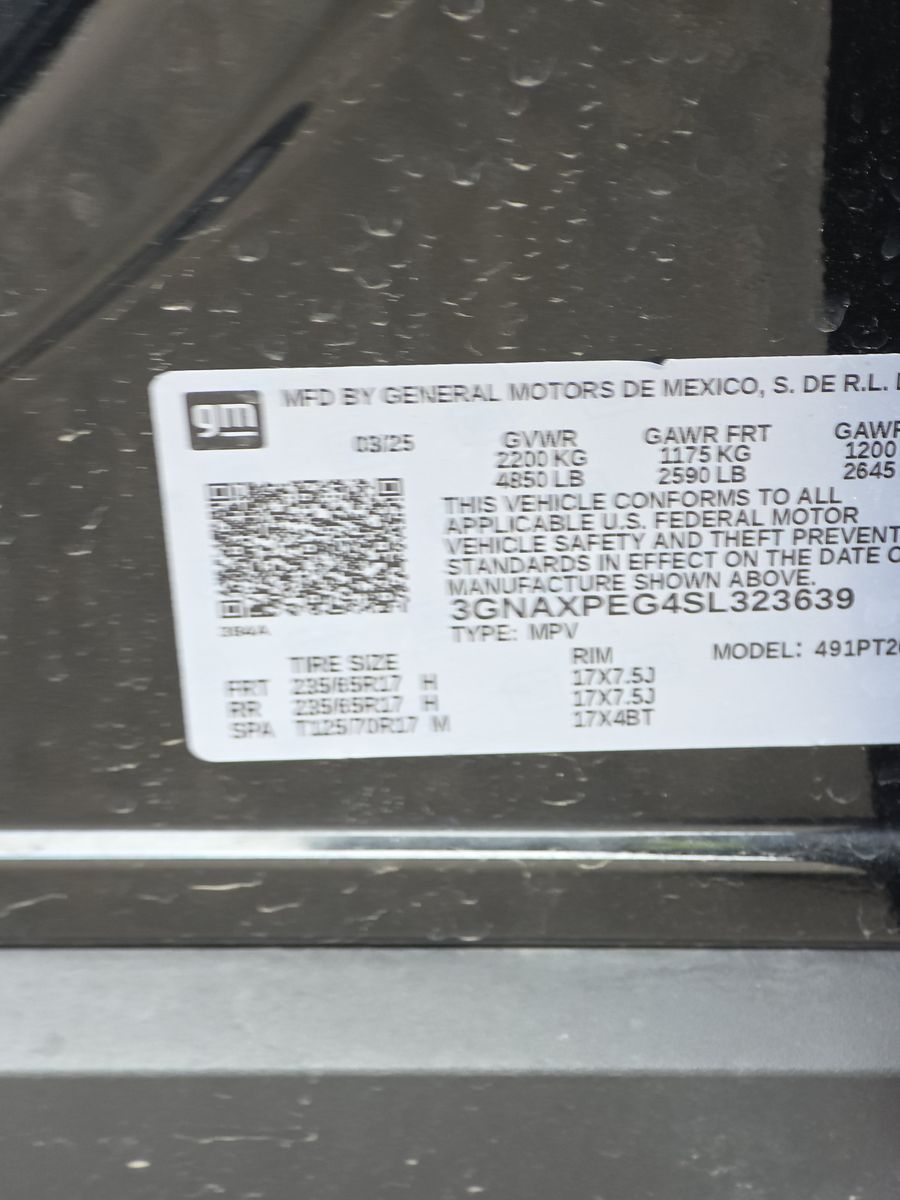 gm MFD BY GENERAL MOTORS DE MEXICO, S. DE R.L.
03/25 GVWR GAWR FRT GAWR
2200 KG 1175 KG 1200
4850 LB 2590 LB 2645
THIS VEHICLE CONFORMS TO ALL
APPLICABLE U.S. FEDERAL MOTOR
VEHICLE SAFETY AND THEFT PREVENT
STANDARDS IN EFFECT ON THE DATE O
MANUFACTURE SHOWN ABOVE.
3GNAXPEG4SL323639
TYPE: MPV
MODEL: 491PT2
TIRE SIZE RIM
FRT 235/65R17 H 17X7.5J
RR 235/65R17 H 17X7.5J
SPA T125/70R17 M 17X4BT